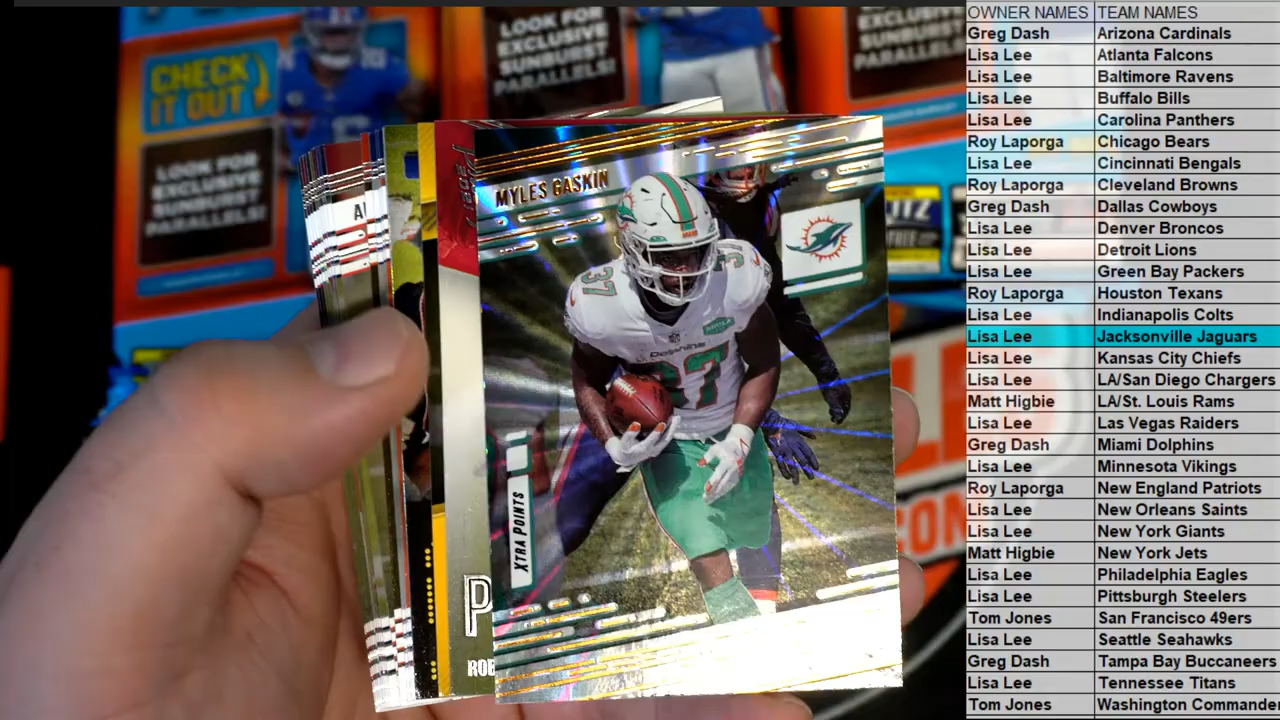 CHECK
IT OUT
LOOK FOR
EXCLUSIVE
SUNBURST
PARALLELS!
LOOK FOR
EXCLUSIVE
SUNBURST
PARALLELS!
MYLES GASKIN
37
Dolphins
37
XTRA POINTS
P
ROB
OWNER NAMES TEAM NAMES
Greg Dash Arizona Cardinals
Lisa Lee Atlanta Falcons
Lisa Lee Baltimore Ravens
Lisa Lee Buffalo Bills
Lisa Lee Carolina Panthers
Roy Laporga Chicago Bears
Lisa Lee Cincinnati Bengals
Roy Laporga Cleveland Browns
Greg Dash Dallas Cowboys
Lisa Lee Denver Broncos
Lisa Lee Detroit Lions
Lisa Lee Green Bay Packers
Roy Laporga Houston Texans
Lisa Lee Indianapolis Colts
Lisa Lee Jacksonville Jaguars
Lisa Lee Kansas City Chiefs
Lisa Lee LA/San Diego Chargers
Matt Higbie LA/St. Louis Rams
Lisa Lee Las Vegas Raiders
Greg Dash Miami Dolphins
Lisa Lee Minnesota Vikings
Roy Laporga New England Patriots
Lisa Lee New Orleans Saints
Lisa Lee New York Giants
Matt Higbie New York Jets
Lisa Lee Philadelphia Eagles
Lisa Lee Pittsburgh Steelers
Tom Jones San Francisco 49ers
Lisa Lee Seattle Seahawks
Greg Dash Tampa Bay Buccaneers
Lisa Lee Tennessee Titans
Tom Jones Washington Commande